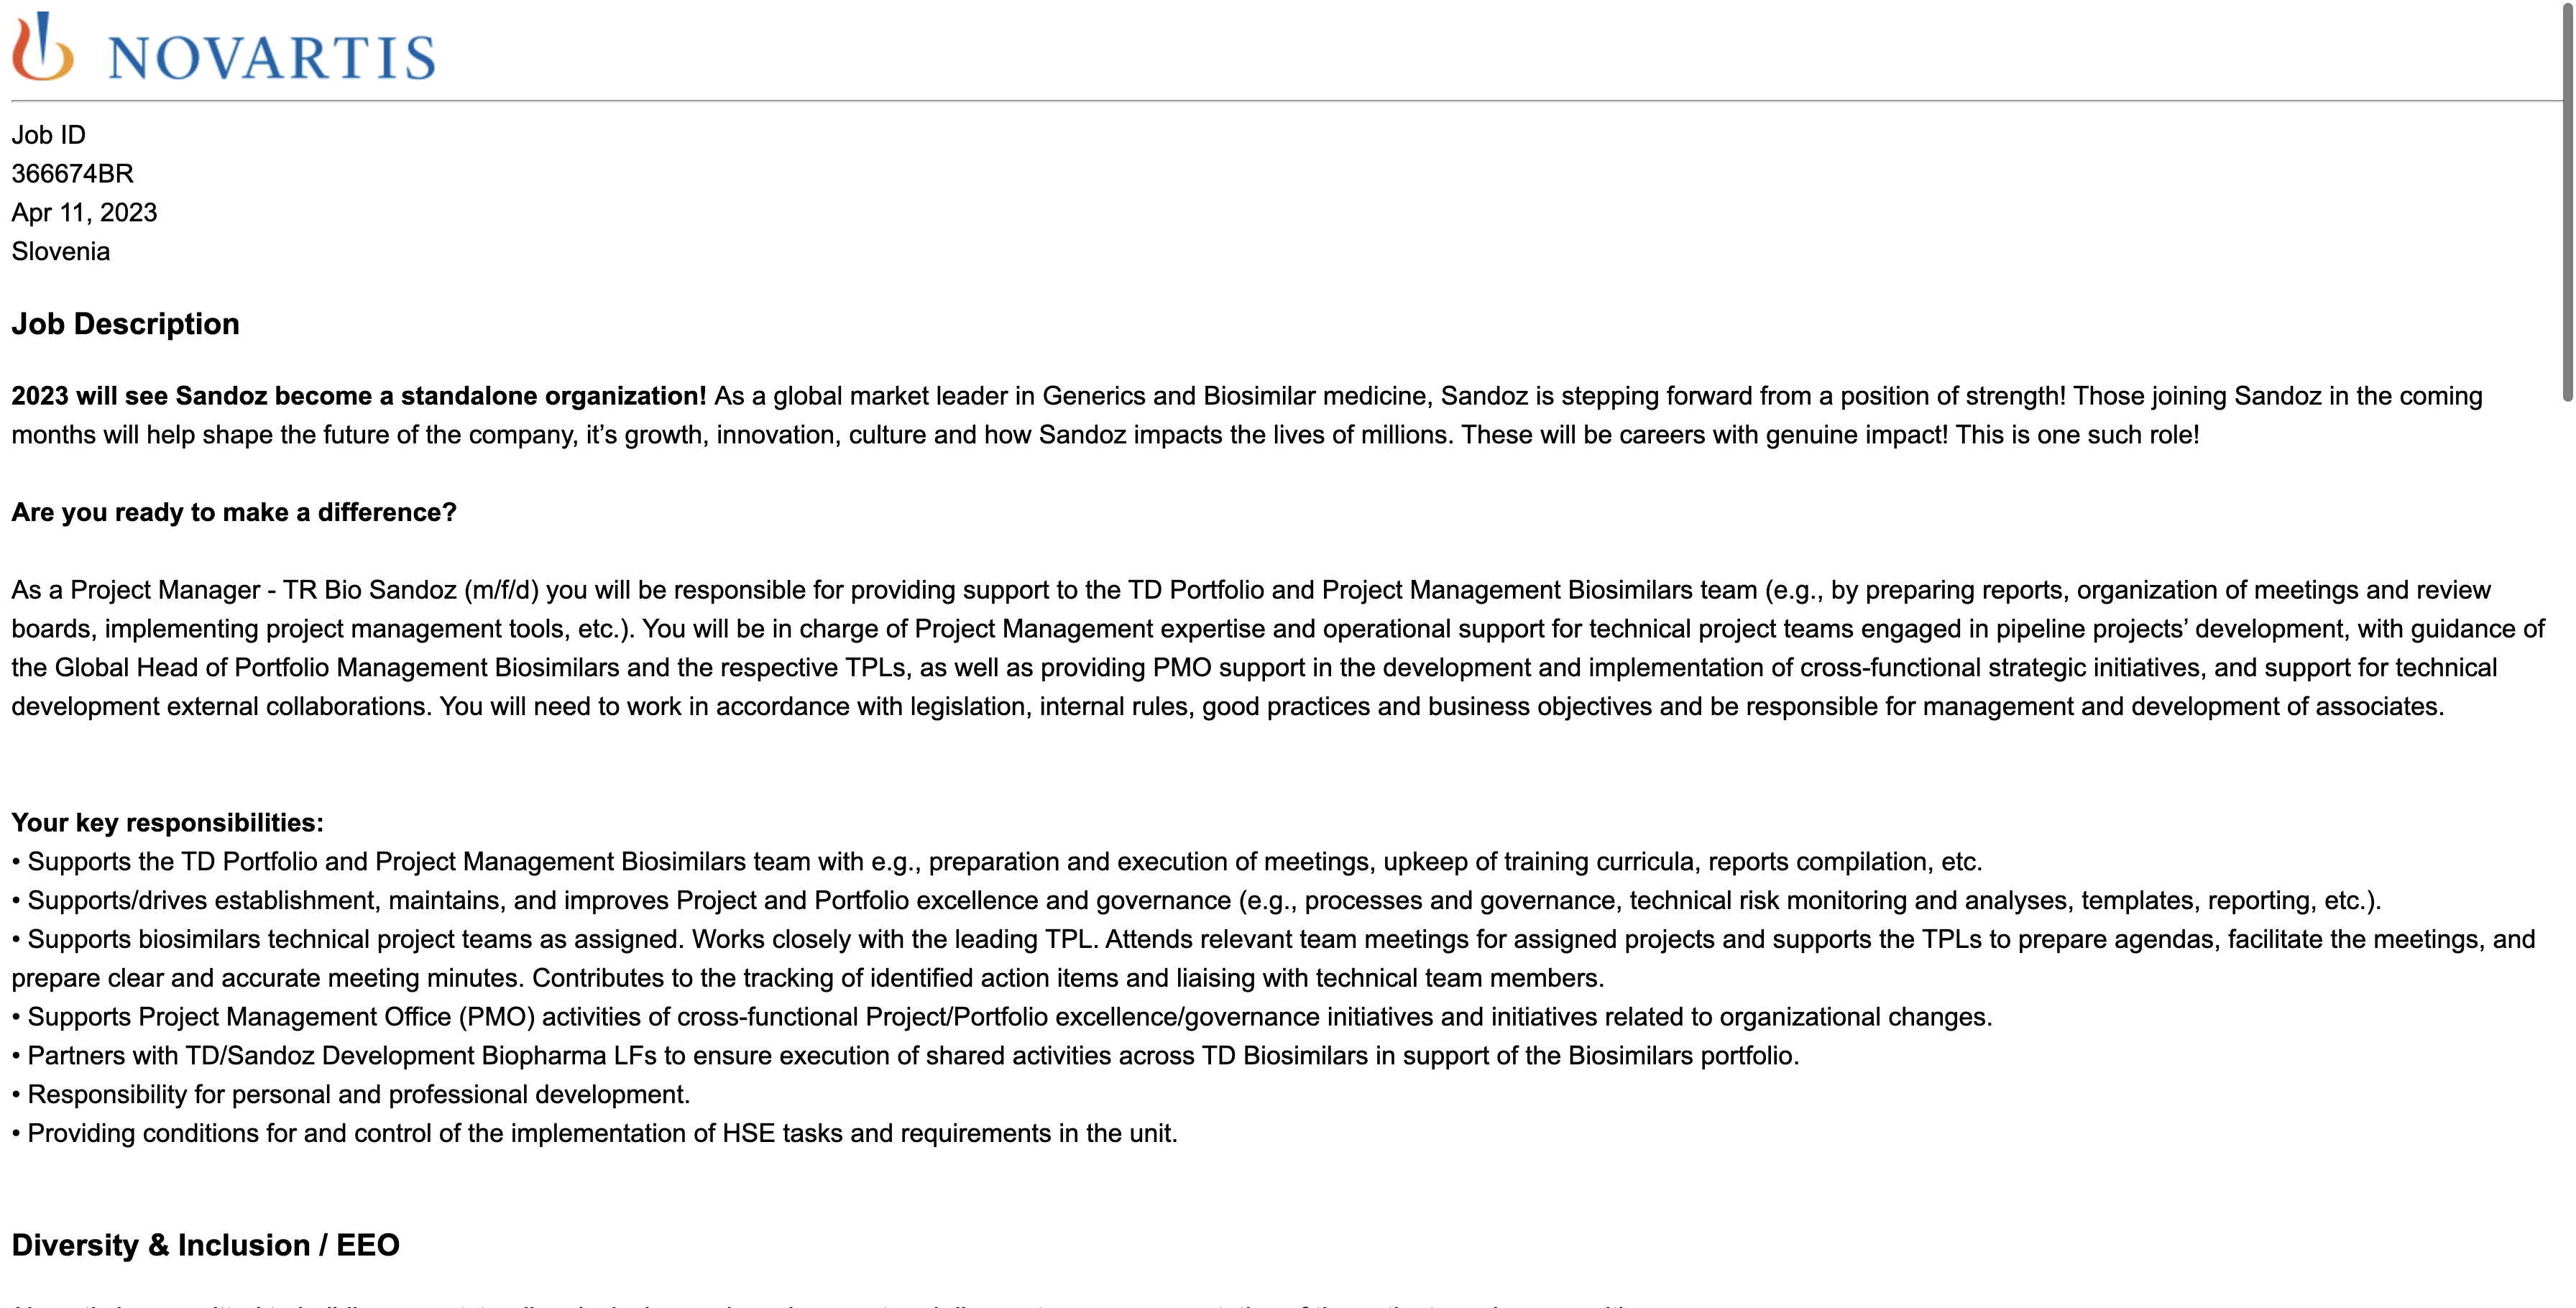 NOVARTIS
Job ID
366674BR
Apr 11, 2023
Slovenia
Job Description
2023 will see Sandoz become a standalone organization! As a global market leader in Generics and Biosimilar medicine, Sandoz is stepping forward from a position of strength! Those joining Sandoz in the coming
months will help shape the future of the company, it’s growth, innovation, culture and how Sandoz impacts the lives of millions. These will be careers with genuine impact! This is one such role!
Are you ready to make a difference?
As a Project Manager - TR Bio Sandoz (m/f/d) you will be responsible for providing support to the TD Portfolio and Project Management Biosimilars team (e.g., by preparing reports, organization of meetings and review
boards, implementing project management tools, etc.). You will be in charge of Project Management expertise and operational support for technical project teams engaged in pipeline projects’ development, with guidance of
the Global Head of Portfolio Management Biosimilars and the respective TPLs, as well as providing PMO support in the development and implementation of cross-functional strategic initiatives, and support for technical
development external collaborations. You will need to work in accordance with legislation, internal rules, good practices and business objectives and be responsible for management and development of associates.
Your key responsibilities:
• Supports the TD Portfolio and Project Management Biosimilars team with e.g., preparation and execution of meetings, upkeep of training curricula, reports compilation, etc.
• Supports/drives establishment, maintains, and improves Project and Portfolio excellence and governance (e.g., processes and governance, technical risk monitoring and analyses, templates, reporting, etc.).
• Supports biosimilars technical project teams as assigned. Works closely with the leading TPL. Attends relevant team meetings for assigned projects and supports the TPLs to prepare agendas, facilitate the meetings, and
prepare clear and accurate meeting minutes. Contributes to the tracking of identified action items and liaising with technical team members.
• Supports Project Management Office (PMO) activities of cross-functional Project/Portfolio excellence/governance initiatives and initiatives related to organizational changes.
• Partners with TD/Sandoz Development Biopharma LFs to ensure execution of shared activities across TD Biosimilars in support of the Biosimilars portfolio.
• Responsibility for personal and professional development.
• Providing conditions for and control of the implementation of HSE tasks and requirements in the unit.
Diversity & Inclusion / EEO